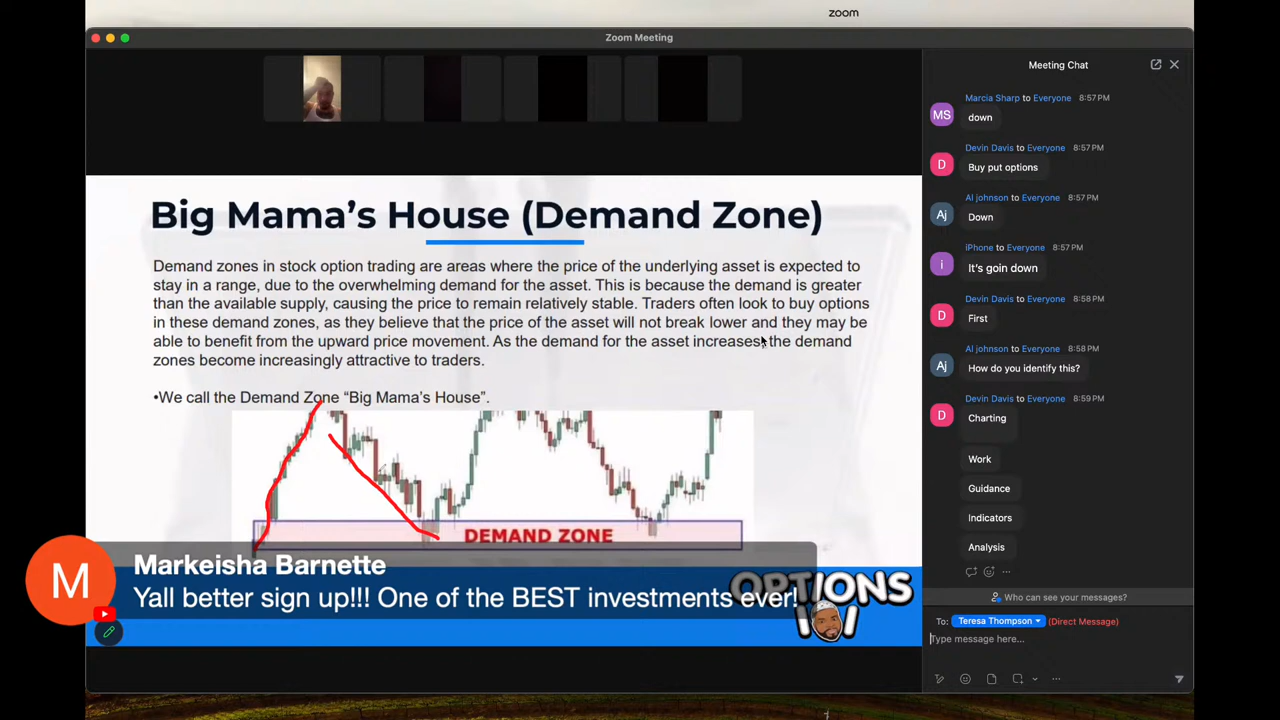 zoom
Zoom Meeting
Big Mama's House (Demand Zone)
Demand zones in stock option trading are areas where the price of the underlying asset is expected to
stay in a range, due to the overwhelming demand for the asset. This is because the demand is greater
than the available supply, causing the price to remain relatively stable. Traders often look to buy options
in these demand zones, as they believe that the price of the asset will not break lower and they may be
able to benefit from the upward price movement. As the demand for the asset increases, the demand
zones become increasingly attractive to traders.
•We call the Demand Zone “Big Mama's House”.
DEMAND ZONE
OPTIONS
101
M
Markeisha Barnette
Yall better sign up!!! One of the BEST investments ever!
Meeting Chat
Marcia Sharp to Everyone 8:57 PM
MS
down
Devin Davis to Everyone 8:57 PM
D
Buy put options
Al johnson to Everyone 8:57 PM
Aj
Down
iPhone to Everyone 8:57 PM
i
It's goin down
Devin Davis to Everyone 8:58 PM
D
First
Al johnson to Everyone 8:58 PM
Aj
How do you identify this?
Devin Davis to Everyone 8:59 PM
D
Charting
Work
Guidance
Indicators
Analysis
Who can see your messages?
To: Teresa Thompson (Direct Message)
Type message here...